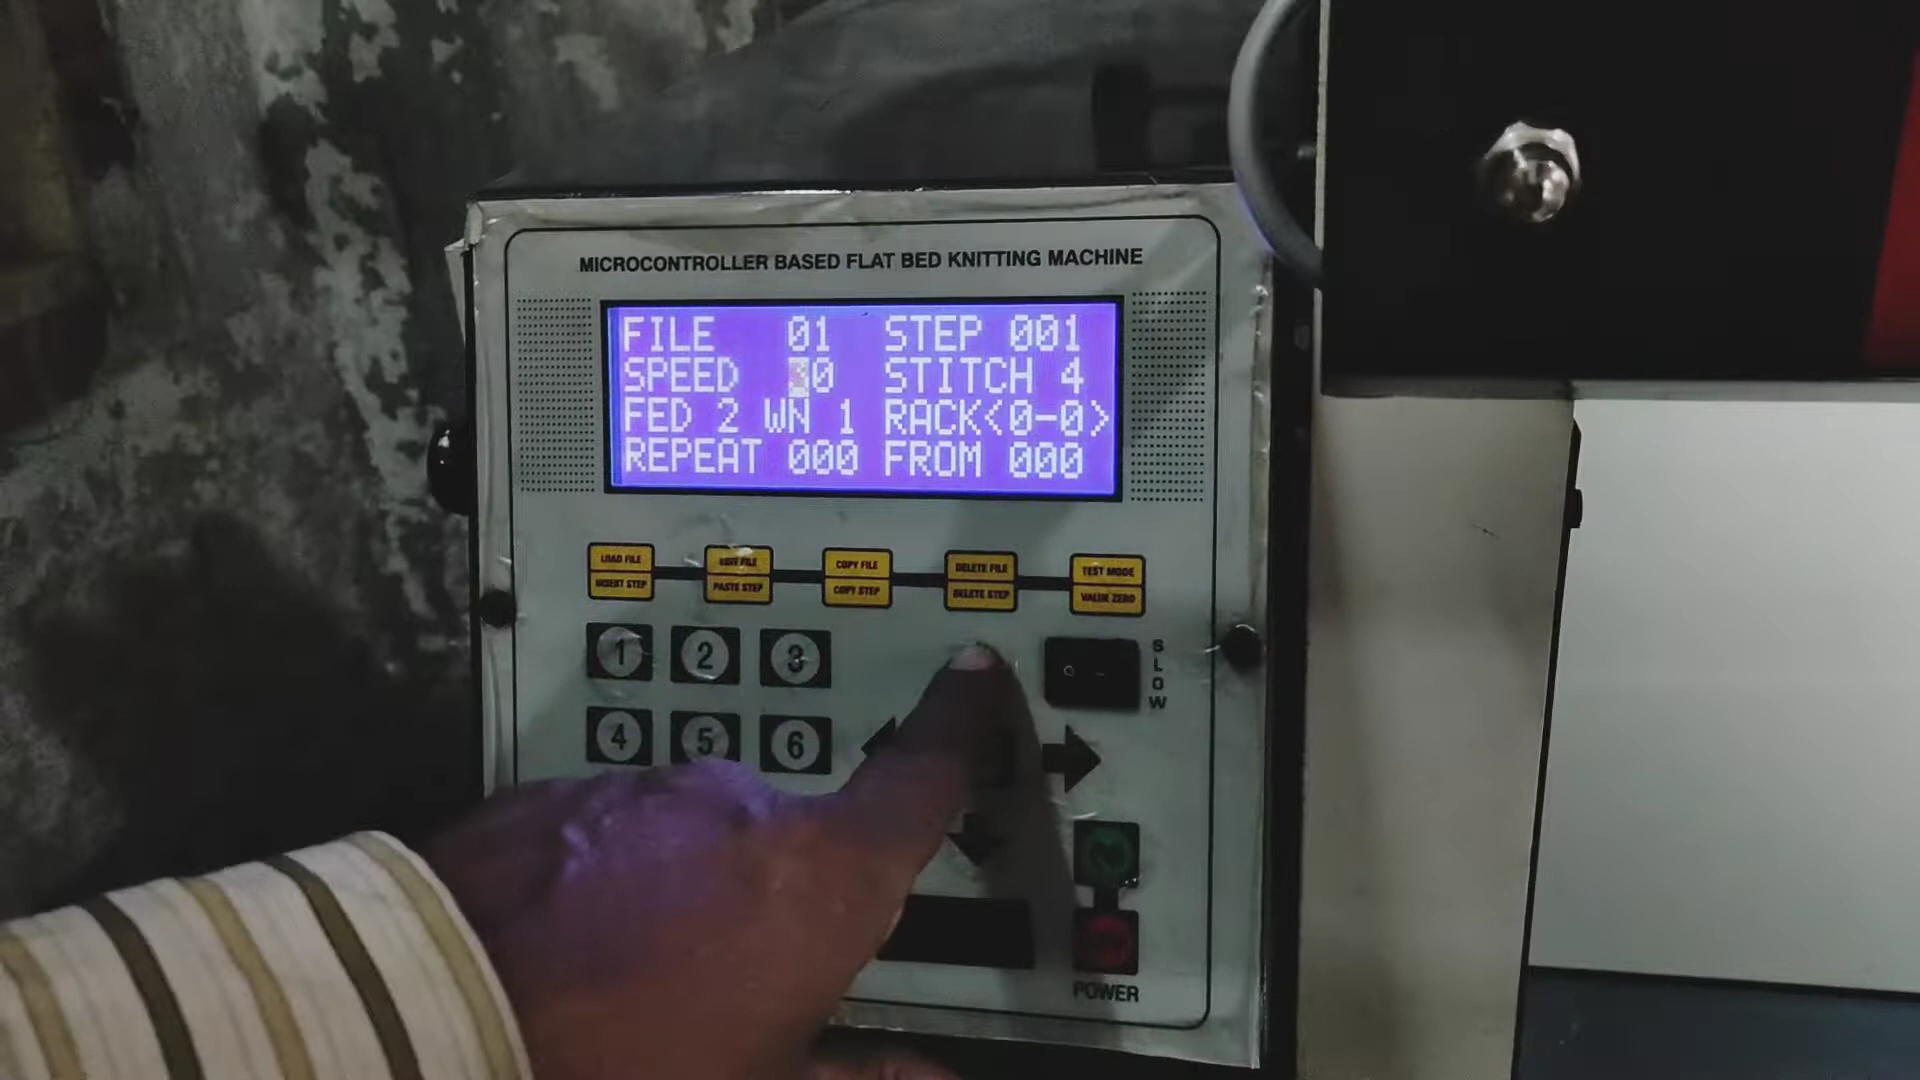 MICROCONTROLLER BASED FLAT BED KNITTING MACHINE
FILE 01 STEP 001
SPEED 0 STITCH 4
FED 2 WN 1 RACK<0-0>
REPEAT 000 FROM 000
LOAD FILE
INSERT STEP
EDIT FILE
PASTE STEP
COPY FILE
COPY STEP
DELETE FILE
DELETE STEP
TEST MODE
VALUE ZERO
1 2 3
SLOW
4 5 6
POWER